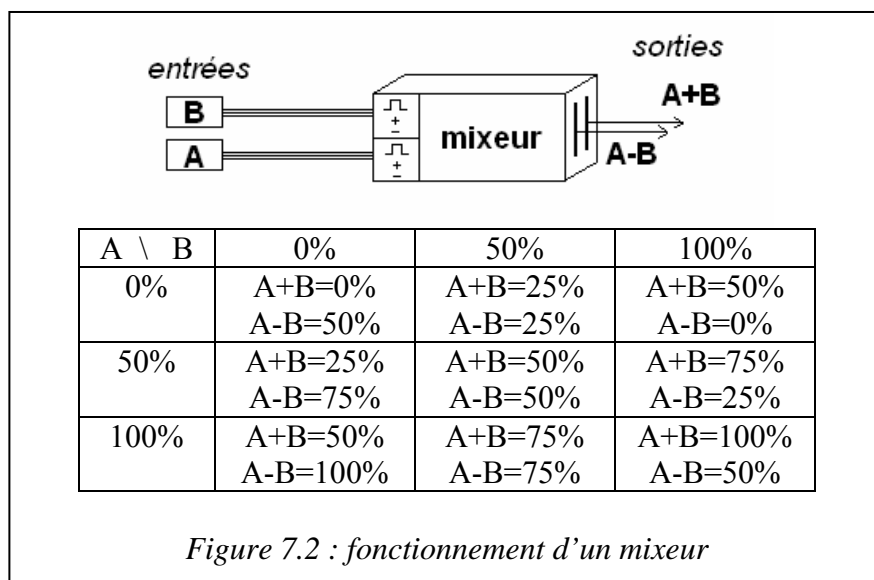 entrées
sorties
B
A
+
−
+
−
mixeur
A+B
A-B
A \ B 0% 50% 100%
0% A+B=0% A+B=25% A+B=50%
A-B=50% A-B=25% A-B=0%
50% A+B=25% A+B=50% A+B=75%
A-B=75% A-B=50% A-B=25%
100% A+B=50% A+B=75% A+B=100%
A-B=100% A-B=75% A-B=50%
Figure 7.2 : fonctionnement d’un mixeur